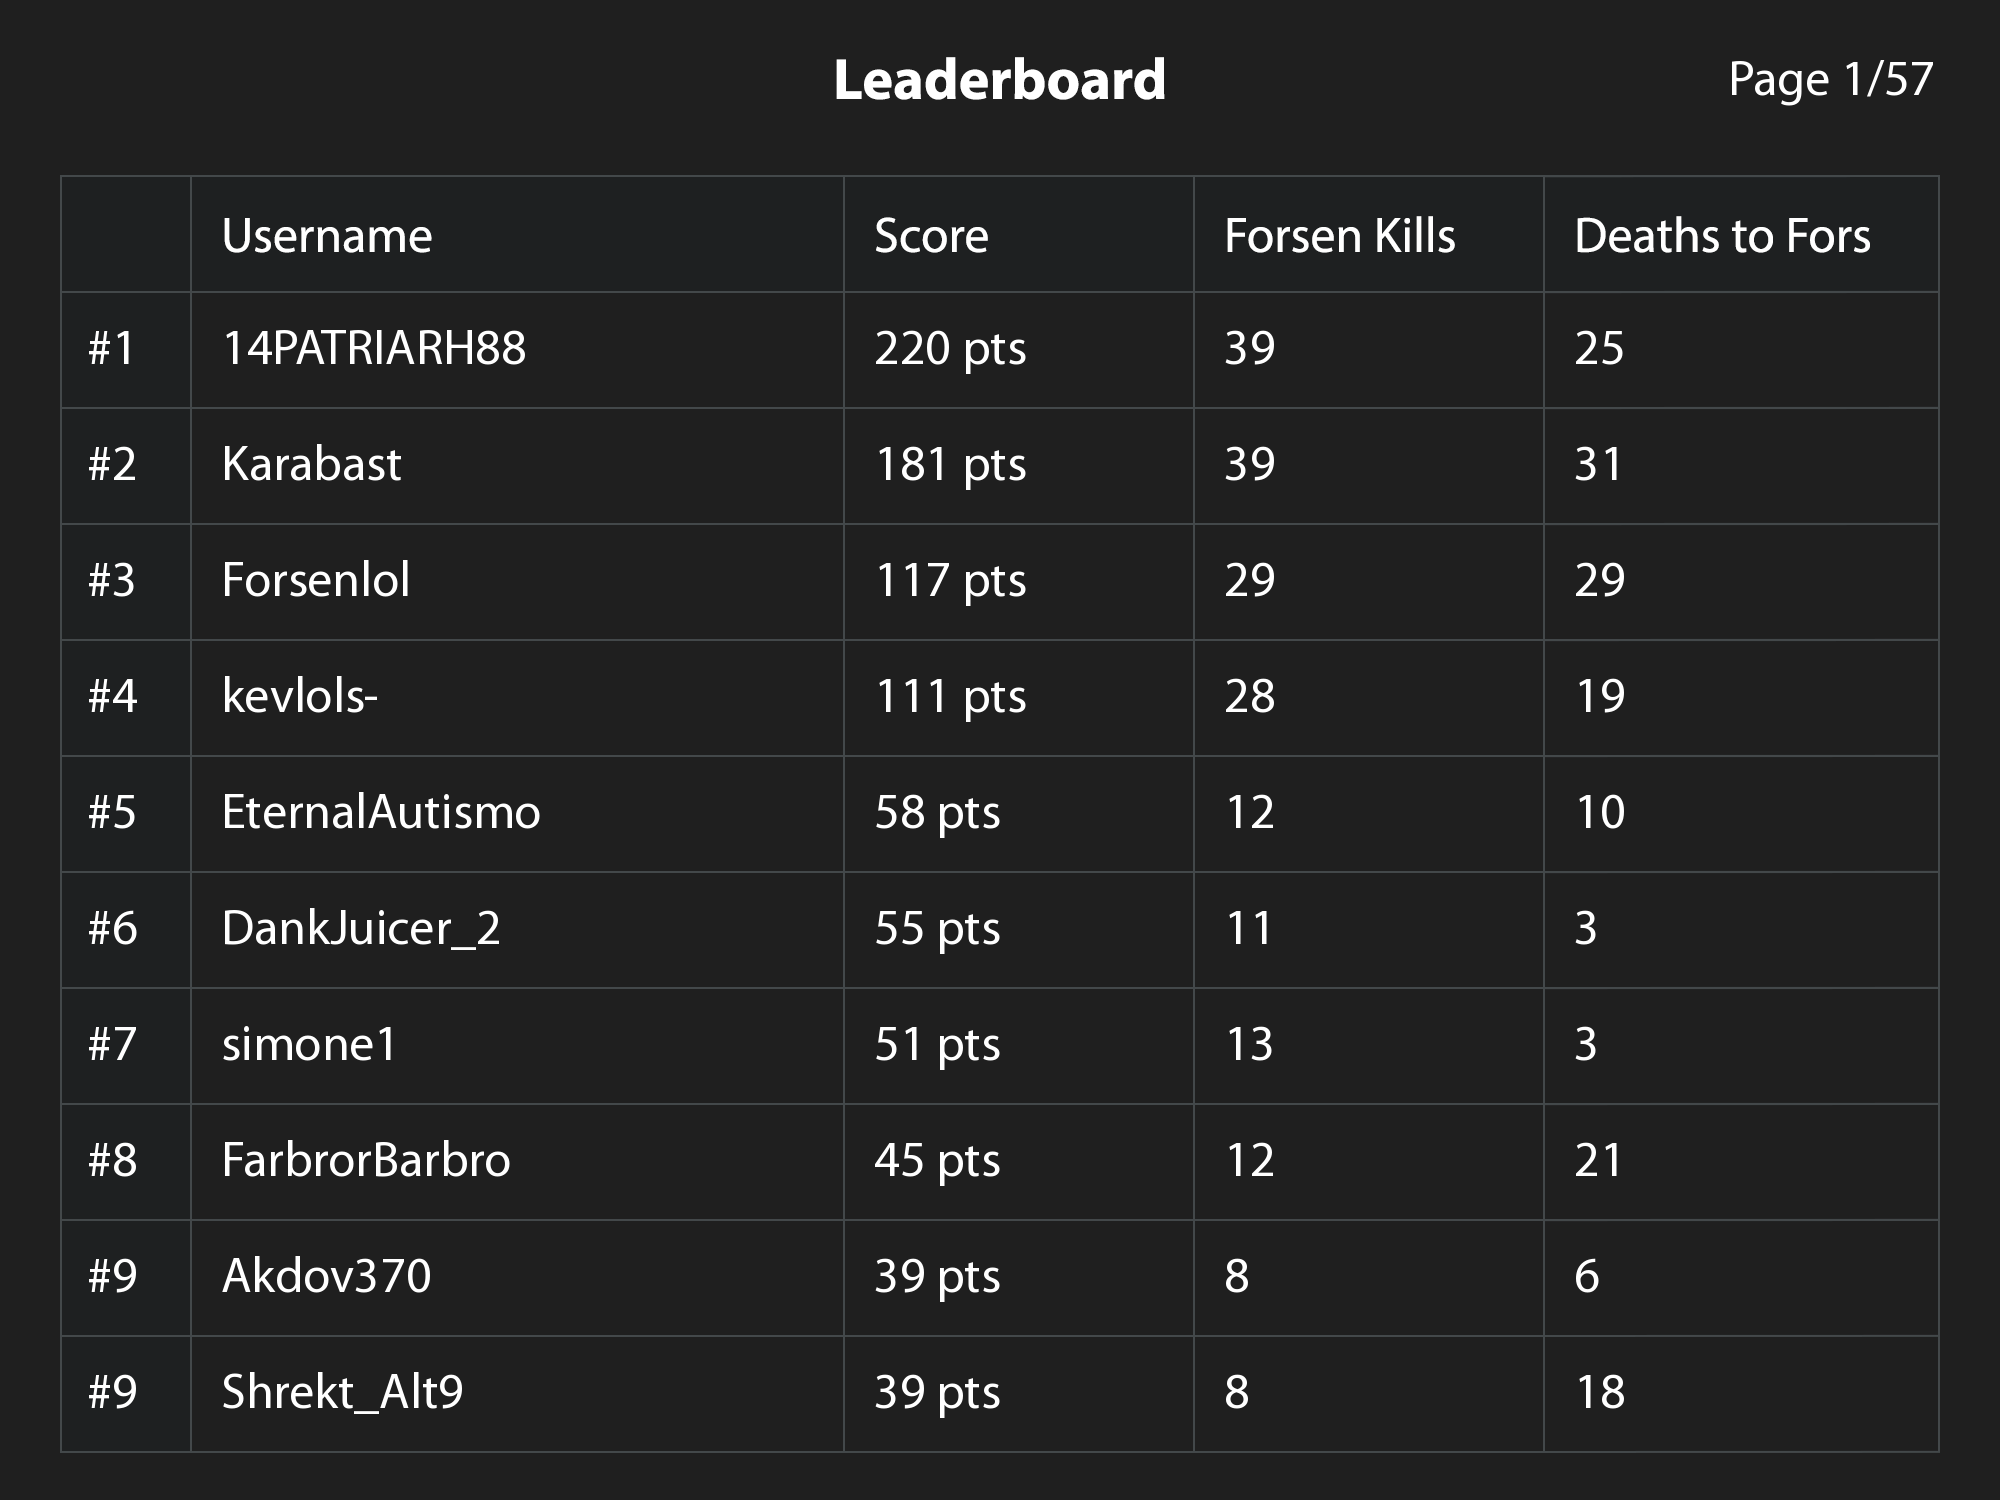 Leaderboard
Page 1/57
Username Score Forsen Kills Deaths to Fors
#1 14PATRIARH88 220 pts 39 25
#2 Karabast 181 pts 39 31
#3 Forsenlol 117 pts 29 29
#4 kevlols- 111 pts 28 19
#5 EternalAutismo 58 pts 12 10
#6 DankJuicer_2 55 pts 11 3
#7 simone1 51 pts 13 3
#8 FarbrorBarbro 45 pts 12 21
#9 Akdov370 39 pts 8 6
#9 Shrekt_Alt9 39 pts 8 18